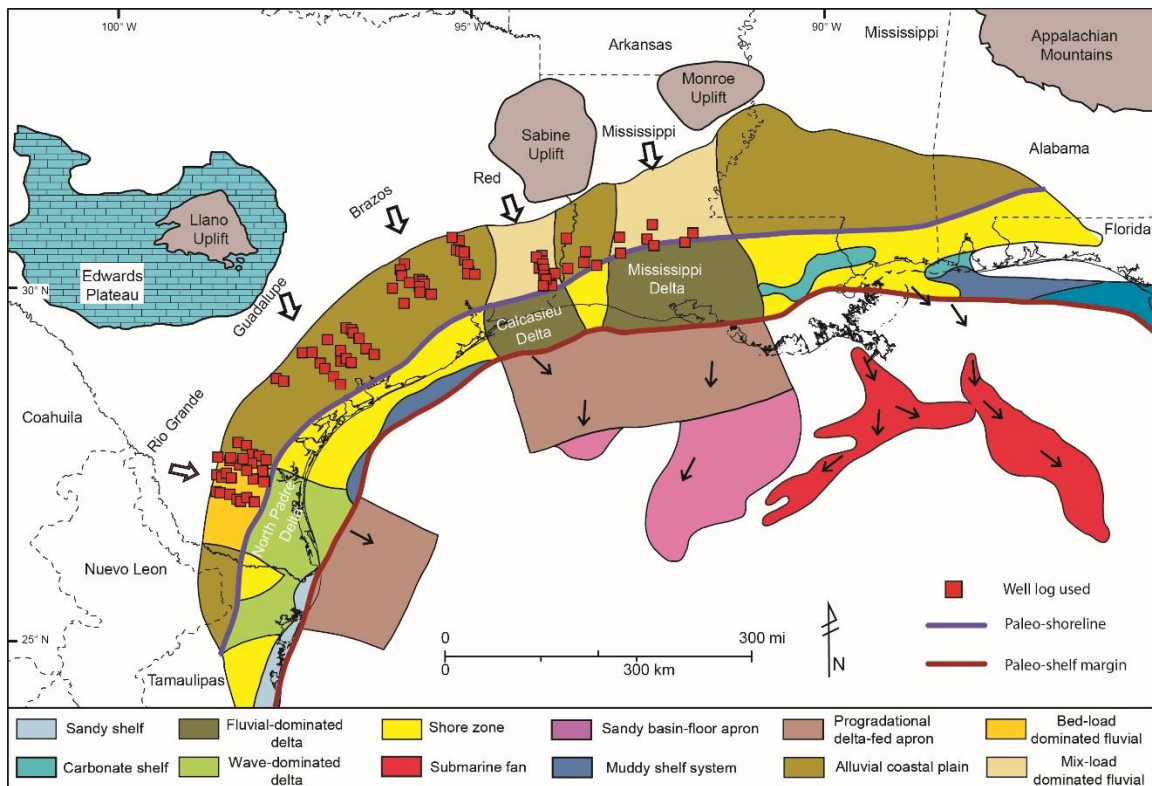 100° W
95° W
90° W
Arkansas
Mississippi
Appalachian
Mountains
Monroe
Uplift
Sabine
Uplift
Mississippi
Alabama
Red
Brazos
Llano
Uplift
Florida
Edwards
Plateau
30° N
Guadalupe
Mississippi
Delta
Calcasieu
Delta
Coahuila
Rio Grande
North Padre
Delta
Nuevo Leon
25° N
Tamaulipas
0 300 mi
0 300 km
N
Well log used
Paleo-shoreline
Paleo-shelf margin
Sandy shelf
Fluvial-dominated
delta
Shore zone
Sandy basin-floor apron
Progradational
delta-fed apron
Bed-load
dominated fluvial
Carbonate shelf
Wave-dominated
delta
Submarine fan
Muddy shelf system
Alluvial coastal plain
Mix-load
dominated fluvial